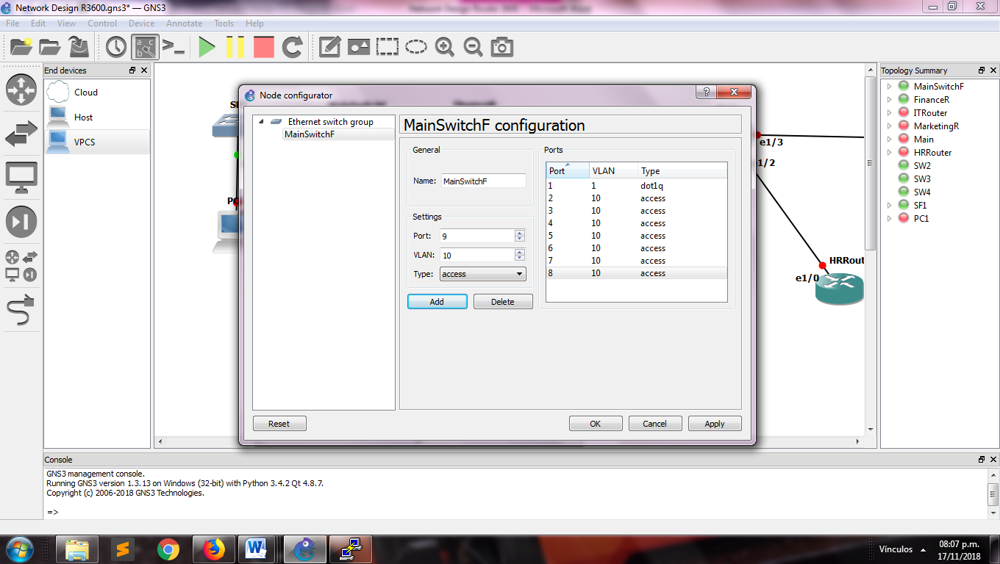 Network Design R3600.gns3* — GNS3
File Edit View Control Device Annotate Tools Help
End devices
Cloud
Host
VPCS
Node configurator
Ethernet switch group
MainSwitchF
MainSwitchF configuration
General
Name: MainSwitchF
Settings
Port: 9
VLAN: 10
Type: access
Add Delete
Ports
Port VLAN Type
1 1 dot1q
2 10 access
3 10 access
4 10 access
5 10 access
6 10 access
7 10 access
8 10 access
Reset OK Cancel Apply
e1/3
1/2
HRRout
e1/0
Topology Summary
MainSwitchF
FinanceR
ITRouter
MarketingR
Main
HRRouter
SW2
SW3
SW4
SF1
PC1
Console
GNS3 management console.
Running GNS3 version 1.3.13 on Windows (32-bit) with Python 3.4.2 Qt 4.8.7.
Copyright (c) 2006-2018 GNS3 Technologies.
=>
Vínculos
08:07 p.m.
17/11/2018